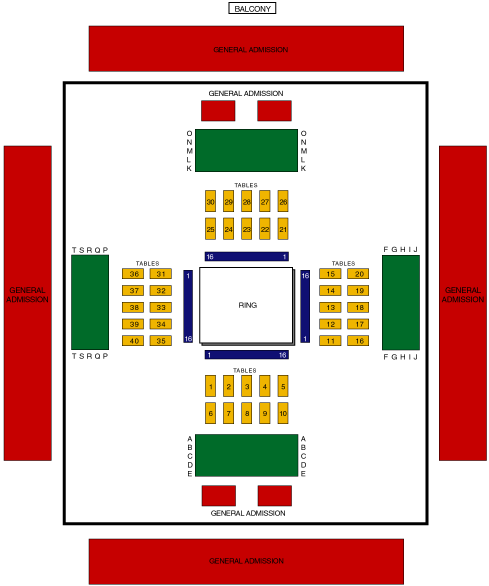 BALCONY
GENERAL ADMISSION
GENERAL ADMISSION
O O
N N
M M
L L
K K
TABLES
30 29 28 27 26
25 24 23 22 21
16 1
T S R Q P
TABLES
36 31
37 32
38 33
39 34
40 35
T S R Q P
1
16
RING
16
1
F G H I J
TABLES
15 20
14 19
13 18
12 17
11 16
F G H I J
GENERAL
ADMISSION
GENERAL
ADMISSION
1 16
TABLES
1 2 3 4 5
6 7 8 9 10
A A
B B
C C
D D
E E
GENERAL ADMISSION
GENERAL ADMISSION